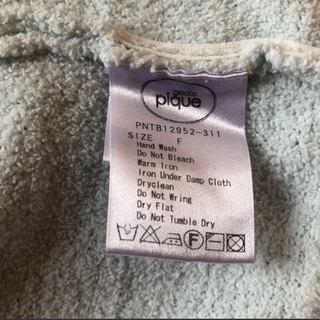 gelato
pique
PNTB12952-311
SIZE F
Hand Wash
Do Not Bleach
Warm Iron
Iron Under Damp Cloth
Dryclean
Do Not Wring
Dry Flat
Do Not Tumble Dry
F